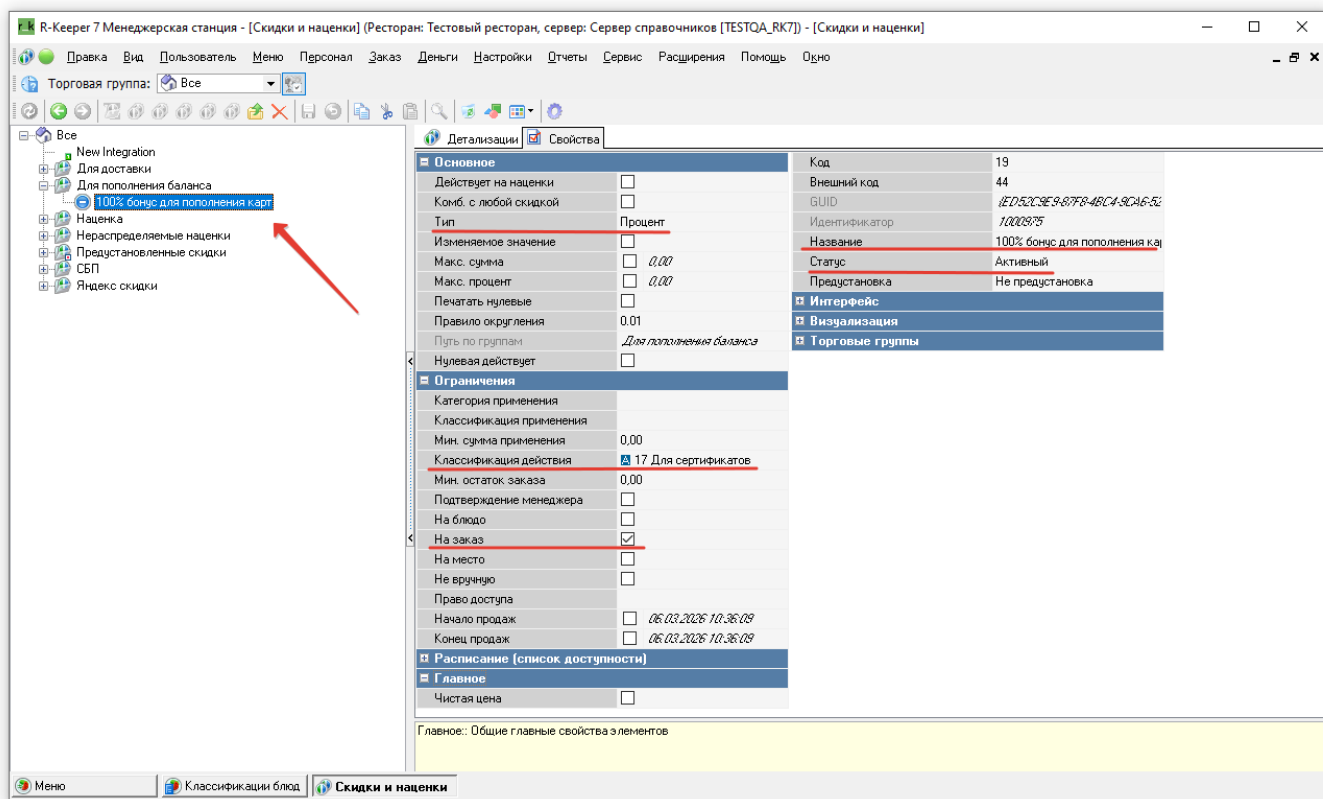 R-Keeper 7 Менеджерская станция - [Скидки и наценки] (Ресторан: Тестовый ресторан, сервер: Сервер справочников [TESTQA_RK7]) - [Скидки и наценки]
Правка Вид Пользователь Меню Персонал Заказ Деньги Настройки Отчеты Сервис Расширения Помощь Окно
Торговая группа: Все
Все
New Integration
Для доставки
Для пополнения баланса
100% бонус для пополнения карт
Наценка
Нераспределяемые наценки
Предустановленные скидки
СБП
Яндекс скидки
Детализации Свойства
Основное
Действует на наценки
Комб. с любой скидкой
Тип Процент
Изменяемое значение
Макс. сумма 0,00
Макс. процент 0,00
Печатать нулевые
Правило округления 0.01
Путь по группам Для пополнения баланса
Нулевая действует
Ограничения
Категория применения
Классификация применения
Мин. сумма применения 0,00
Классификация действия A 17 Для сертификатов
Мин. остаток заказа 0,00
Подтверждение менеджера
На блюдо
На заказ
На место
Не вручную
Право доступа
Начало продаж 06.03.2026 10:36:09
Конец продаж 06.03.2026 10:36:09
Расписание (список доступности)
Главное
Чистая цена
Код 19
Внешний код 44
GUID {ED52C9E9-87F8-4BC4-9CA6-52
Идентификатор 1000975
Название 100% бонус для пополнения кар
Статус Активный
Предустановка Не предустановка
Интерфейс
Визуализация
Торговые группы
Главное:: Общие главные свойства элементов
Меню Классификации блюд Скидки и наценки